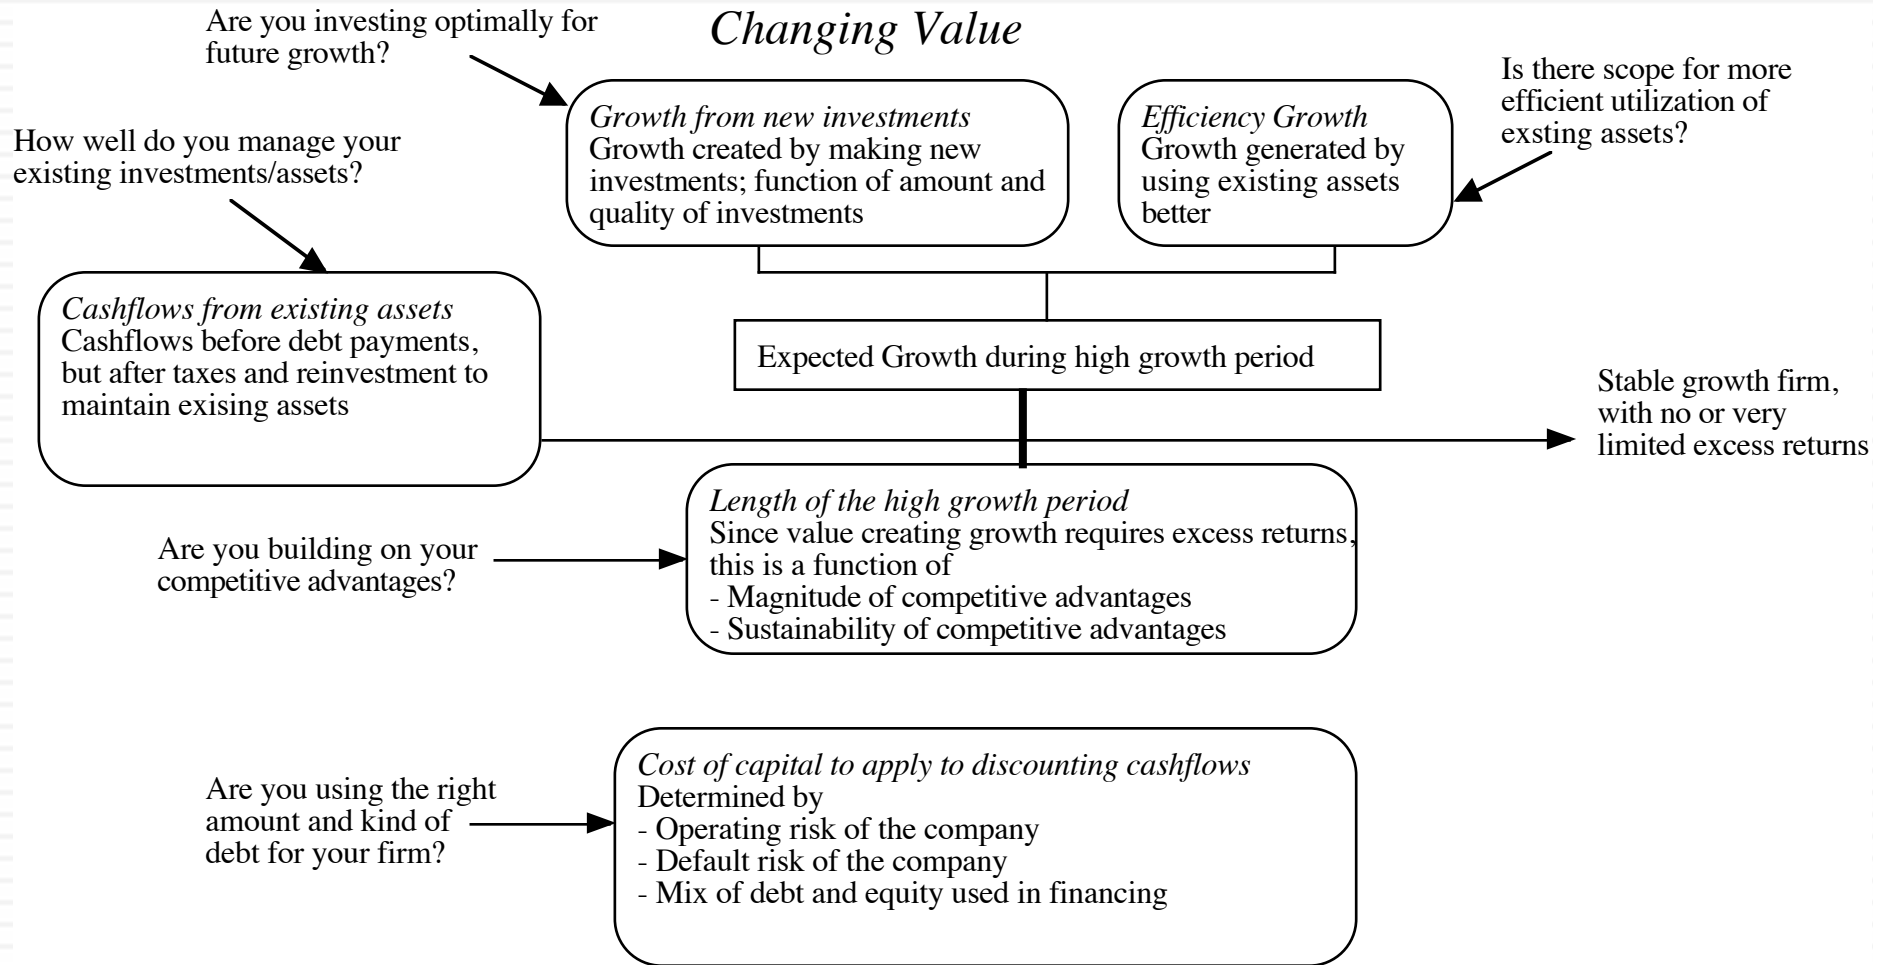 Changing Value
Are you investing optimally for
future growth?
Is there scope for more
efficient utilization of
exsting assets?
How well do you manage your
existing investments/assets?
Growth from new investments
Growth created by making new
investments; function of amount and
quality of investments
Efficiency Growth
Growth generated by
using existing assets
better
Cashflows from existing assets
Cashflows before debt payments,
but after taxes and reinvestment to
maintain exising assets
Expected Growth during high growth period
Stable growth firm,
with no or very
limited excess returns
Length of the high growth period
Since value creating growth requires excess returns,
this is a function of
- Magnitude of competitive advantages
- Sustainability of competitive advantages
Are you building on your
competitive advantages?
Cost of capital to apply to discounting cashflows
Determined by
- Operating risk of the company
- Default risk of the company
- Mix of debt and equity used in financing
Are you using the right
amount and kind of
debt for your firm?